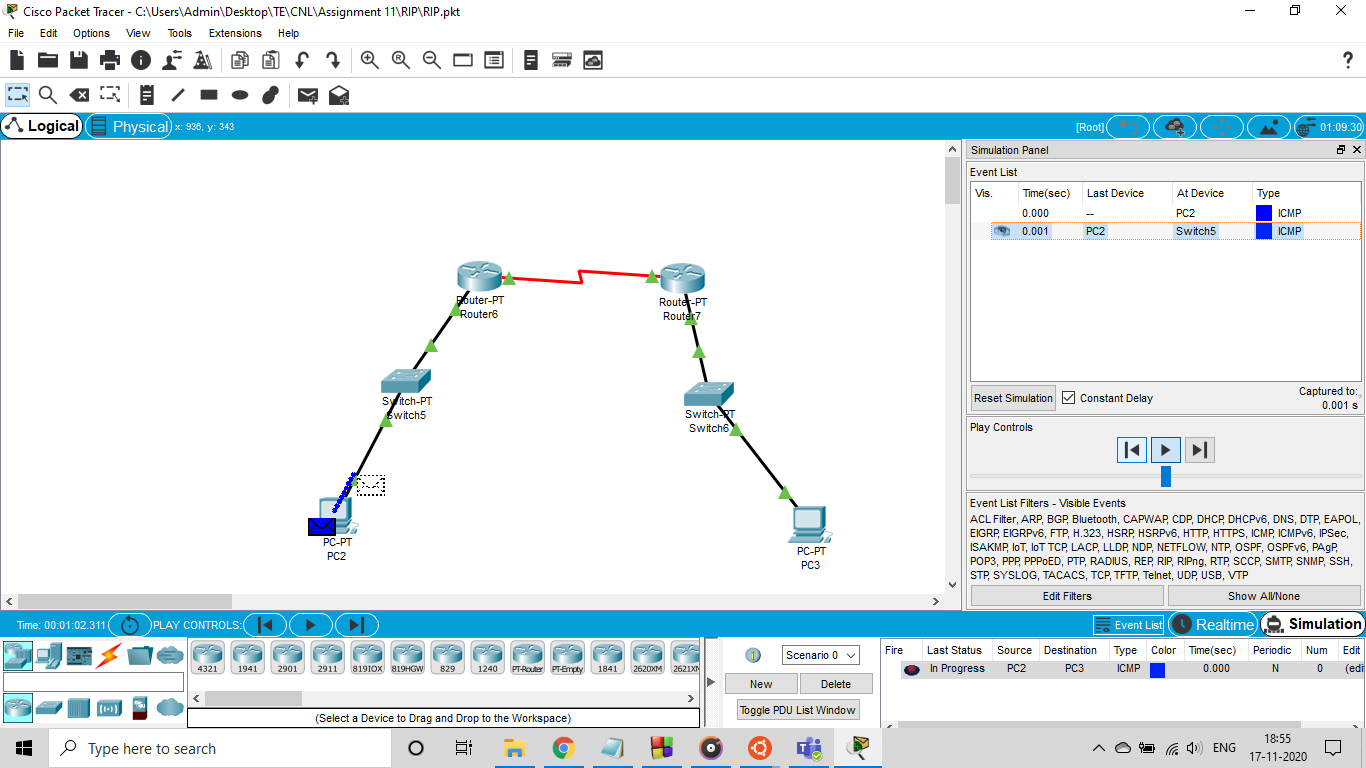 Cisco Packet Tracer - C:\Users\Admin\Desktop\TE\CNL\Assignment 11\RIP\RIP.pkt
File Edit Options View Tools Extensions Help
Logical Physical x: 936, y: 343 [Root] 01:09:30
Simulation Panel
Event List
Vis. Time(sec) Last Device At Device Type
0.000 -- PC2 ICMP
0.001 PC2 Switch5 ICMP
Router-PT
Router6
Router-PT
Router7
Switch-PT
Switch5
Switch-PT
Switch6
PC-PT
PC2
PC-PT
PC3
Reset Simulation Constant Delay Captured to:
0.001 s
Play Controls
Event List Filters - Visible Events
ACL Filter, ARP, BGP, Bluetooth, CAPWAP, CDP, DHCP, DHCPv6, DNS, DTP, EAPOL,
EIGRP, EIGRPv6, FTP, H.323, HSRP, HSRPv6, HTTP, HTTPS, ICMP, ICMPv6, IPSec,
ISAKMP, IoT, IoT TCP, LACP, LLDP, NDP, NETFLOW, NTP, OSPF, OSPFv6, PAgP,
POP3, PPP, PPPoED, PTP, RADIUS, REP, RIP, RIPng, RTP, SCCP, SMTP, SNMP, SSH,
STP, SYSLOG, TACACS, TCP, TFTP, Telnet, UDP, USB, VTP
Edit Filters Show All/None
Time: 00:01:02.311 PLAY CONTROLS: Event List Realtime Simulation
4321 1941 2901 2911 819IOX 819HGW 829 1240 PT-Router PT-Empty 1841 2620XM 2621XM
Scenario 0
New Delete
Toggle PDU List Window
Fire Last Status Source Destination Type Color Time(sec) Periodic Num Edit
In Progress PC2 PC3 ICMP 0.000 N 0 (edi
(Select a Device to Drag and Drop to the Workspace)
Type here to search
ENG
18:55
17-11-2020